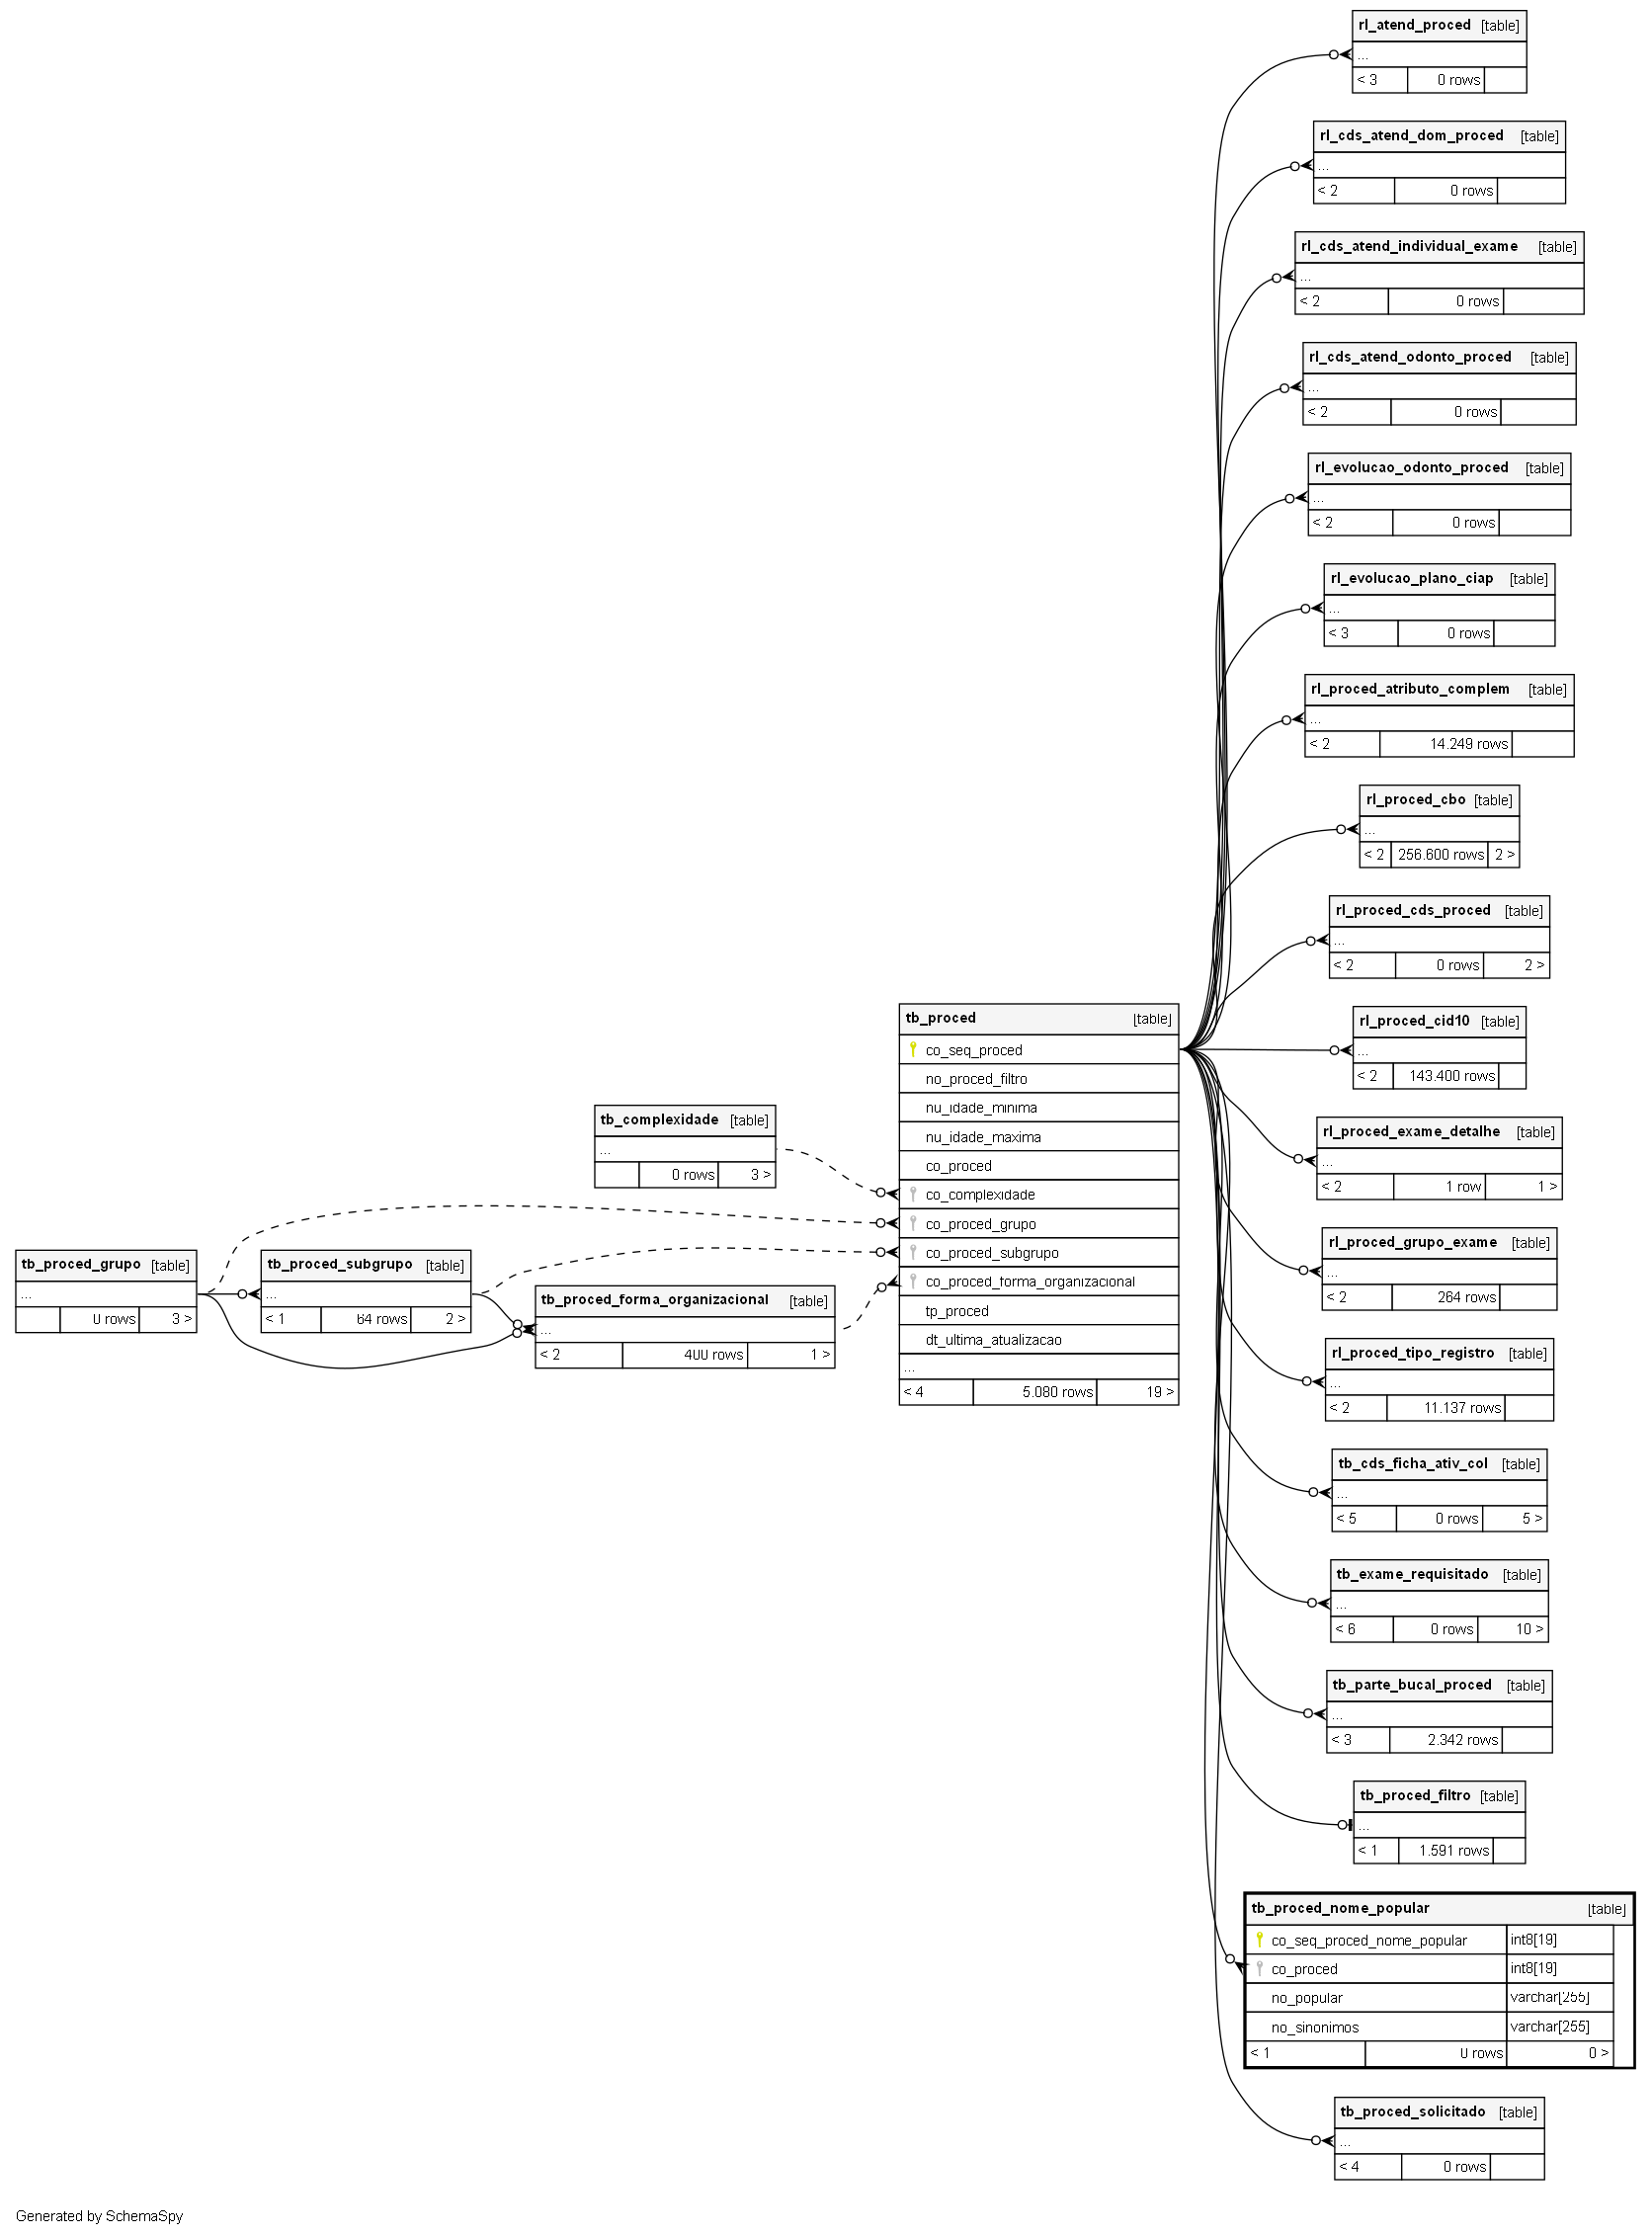 rl_atend_proced [table]
...
< 3 0 rows
rl_cds_atend_dom_proced [table]
...
< 2 0 rows
rl_cds_atend_individual_exame [table]
...
< 2 0 rows
rl_cds_atend_odonto_proced [table]
...
< 2 0 rows
rl_evolucao_odonto_proced [table]
...
< 2 0 rows
rl_evolucao_plano_ciap [table]
...
< 3 0 rows
rl_proced_atributo_complem [table]
...
< 2 14.249 rows
rl_proced_cbo [table]
...
< 2 256.600 rows 2 >
rl_proced_cds_proced [table]
...
< 2 0 rows 2 >
rl_proced_cid10 [table]
...
< 2 143.400 rows
rl_proced_exame_detalhe [table]
...
< 2 1 row 1 >
rl_proced_grupo_exame [table]
...
< 2 264 rows
rl_proced_tipo_registro [table]
...
< 2 11.137 rows
tb_cds_ficha_ativ_col [table]
...
< 5 0 rows 5 >
tb_exame_requisitado [table]
...
< 6 0 rows 10 >
tb_parte_bucal_proced [table]
...
< 3 2.342 rows
tb_proced_filtro [table]
...
< 1 1.591 rows
tb_proced_nome_popular [table]
co_seq_proced_nome_popular int8[19]
co_proced int8[19]
no_popular varchar[255]
no_sinonimos varchar[255]
< 1 0 rows 0 >
tb_proced_solicitado [table]
...
< 4 0 rows
tb_proced [table]
co_seq_proced
no_proced_filtro
nu_idade_minima
nu_idade_maxima
co_proced
co_complexidade
co_proced_grupo
co_proced_subgrupo
co_proced_forma_organizacional
tp_proced
dt_ultima_atualizacao
...
< 4 5.080 rows 19 >
tb_complexidade [table]
...
0 rows 3 >
tb_proced_grupo [table]
...
0 rows 3 >
tb_proced_subgrupo [table]
...
< 1 64 rows 2 >
tb_proced_forma_organizacional [table]
...
< 2 400 rows 1 >
Generated by SchemaSpy